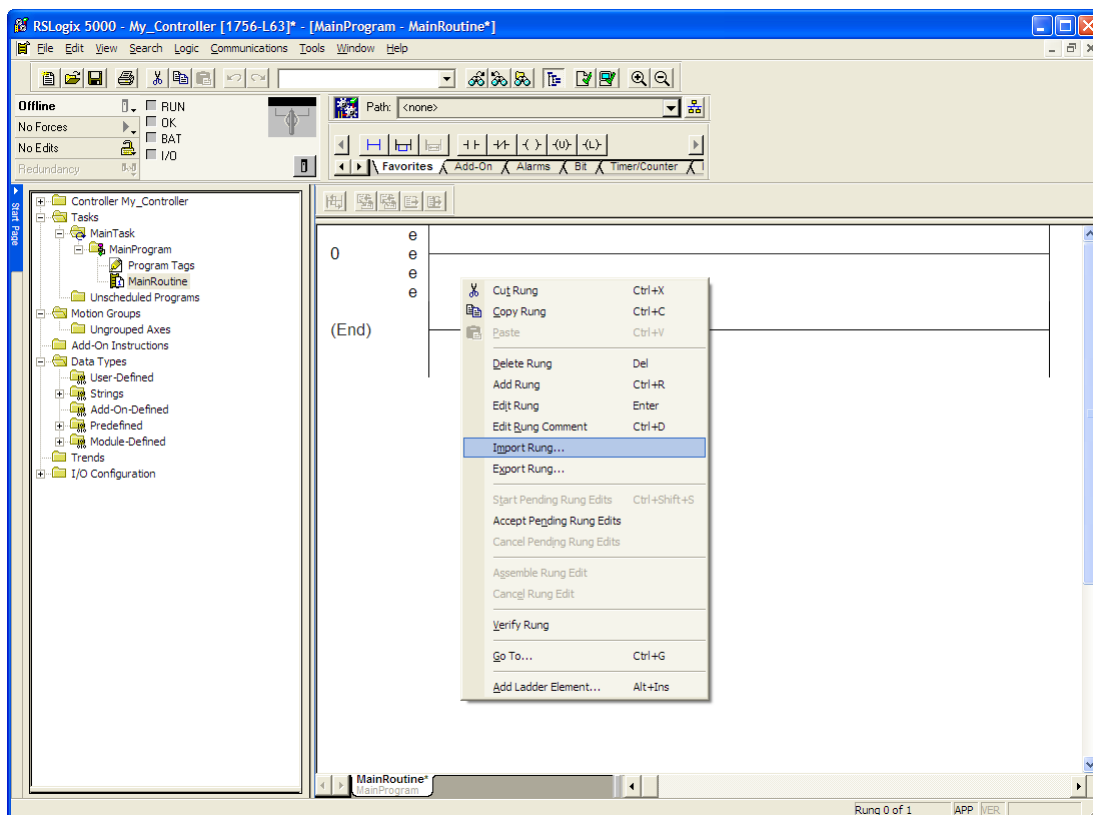 RSLogix 5000 - My_Controller [1756-L63]* - [MainProgram - MainRoutine*]
File Edit View Search Logic Communications Tools Window Help
Offline
RUN
Path: <none>
No Forces
OK
No Edits
BAT
Redundancy
I/O
Favorites Add-On Alarms Bit Timer/Counter
Start Page
Controller My_Controller
Tasks
MainTask
MainProgram
Program Tags
MainRoutine
Unscheduled Programs
Motion Groups
Ungrouped Axes
Add-On Instructions
Data Types
User-Defined
Strings
Add-On-Defined
Predefined
Module-Defined
Trends
I/O Configuration
e
0 e
e
e
(End)
Cut Rung Ctrl+X
Copy Rung Ctrl+C
Paste Ctrl+V
Delete Rung Del
Add Rung Ctrl+R
Edit Rung Enter
Edit Rung Comment Ctrl+D
Import Rung...
Export Rung...
Start Pending Rung Edits Ctrl+Shift+S
Accept Pending Rung Edits
Cancel Pending Rung Edits
Assemble Rung Edit
Cancel Rung Edit
Verify Rung
Go To... Ctrl+G
Add Ladder Element... Alt+Ins
MainRoutine*
MainProgram
Rung 0 of 1 APP VER